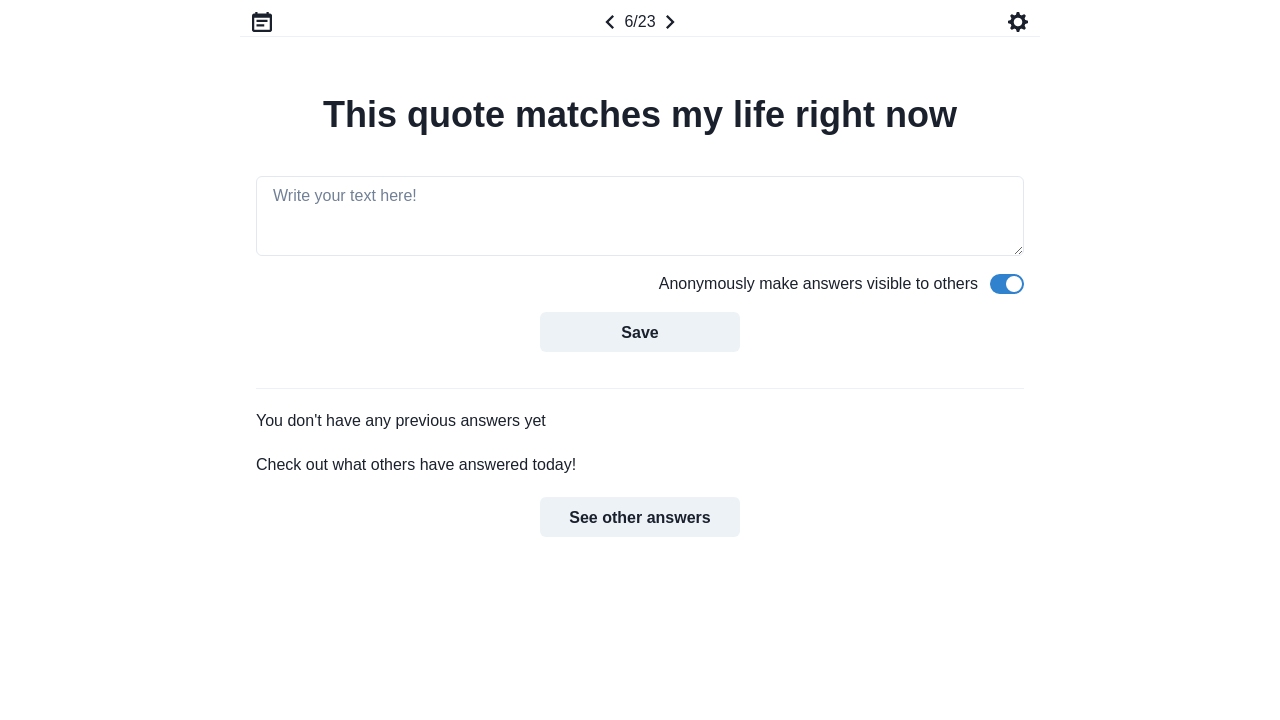 6/23
This quote matches my life right now
Write your text here!
Anonymously make answers visible to others
Save
You don't have any previous answers yet
Check out what others have answered today!
See other answers